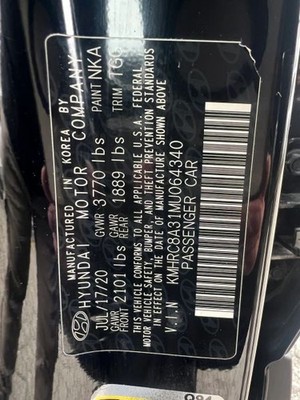 MANUFACTURED IN KOREA BY
HYUNDAI MOTOR COMPANY
JUL/17/20 GVWR 3770 lbs PAINT NKA
GAWR FRONT 2101 lbs GAWR REAR 1889 lbs TRIM
THIS VEHICLE CONFORMS TO ALL APPLICABLE U.S.A. FEDERAL
MOTOR VEHICLE SAFETY, BUMPER, AND THEFT PREVENTION STANDARDS
IN EFFECT ON THE DATE OF MANUFACTURE SHOWN ABOVE
V.I.N KMHRC8A31MU064340
PASSENGER CAR